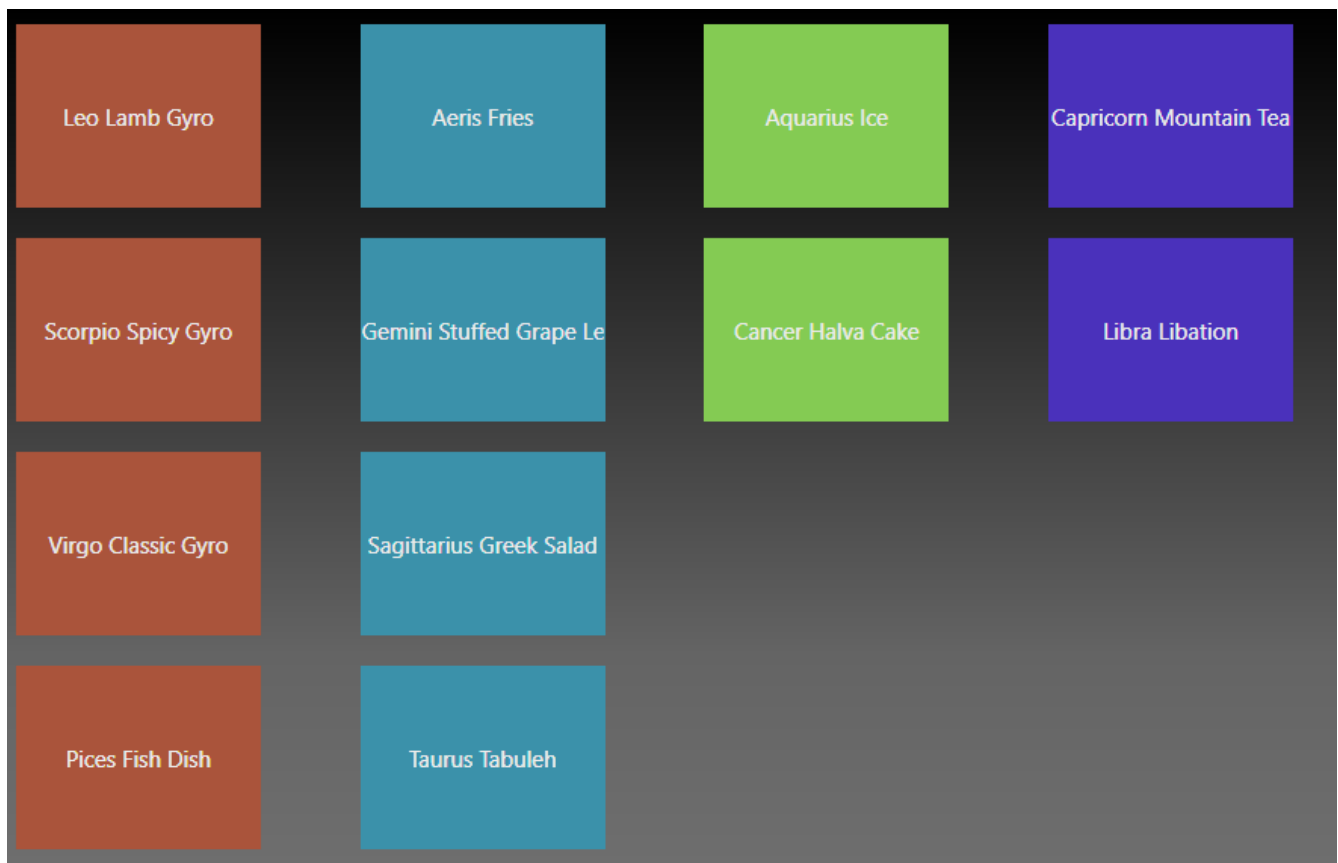 Leo Lamb Gyro
Aeris Fries
Aquarius Ice
Capricorn Mountain Tea
Scorpio Spicy Gyro
Gemini Stuffed Grape Le
Cancer Halva Cake
Libra Libation
Virgo Classic Gyro
Sagittarius Greek Salad
Pices Fish Dish
Taurus Tabuleh